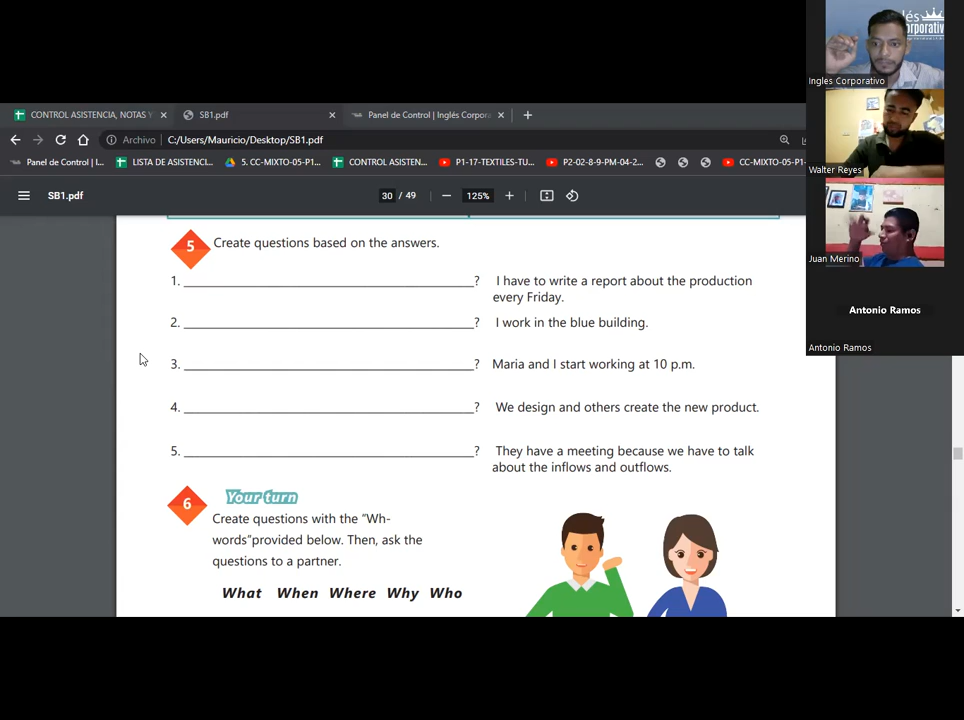 és
orporativo
Ingles Corporativo
Walter Reyes
Juan Merino
Antonio Ramos
Antonio Ramos
CONTROL ASISTENCIA, NOTAS Y
SB1.pdf
Panel de Control | Inglés Corpora
Archivo
C:/Users/Mauricio/Desktop/SB1.pdf
Panel de Control | I...
LISTA DE ASISTENCI...
5. CC-MIXTO-05-P1-...
CONTROL ASISTEN...
P1-17-TEXTILES-TU...
P2-02-8-9-PM-04-2...
CC-MIXTO-05-P1-
SB1.pdf
30 / 49
125%
5
Create questions based on the answers.
1. ______________________________________?
I have to write a report about the production
every Friday.
2. ______________________________________?
I work in the blue building.
3. ______________________________________?
Maria and I start working at 10 p.m.
4. ______________________________________?
We design and others create the new product.
5. ______________________________________?
They have a meeting because we have to talk
about the inflows and outflows.
6
Your turn
Create questions with the "Wh-
words"provided below. Then, ask the
questions to a partner.
What When Where Why Who